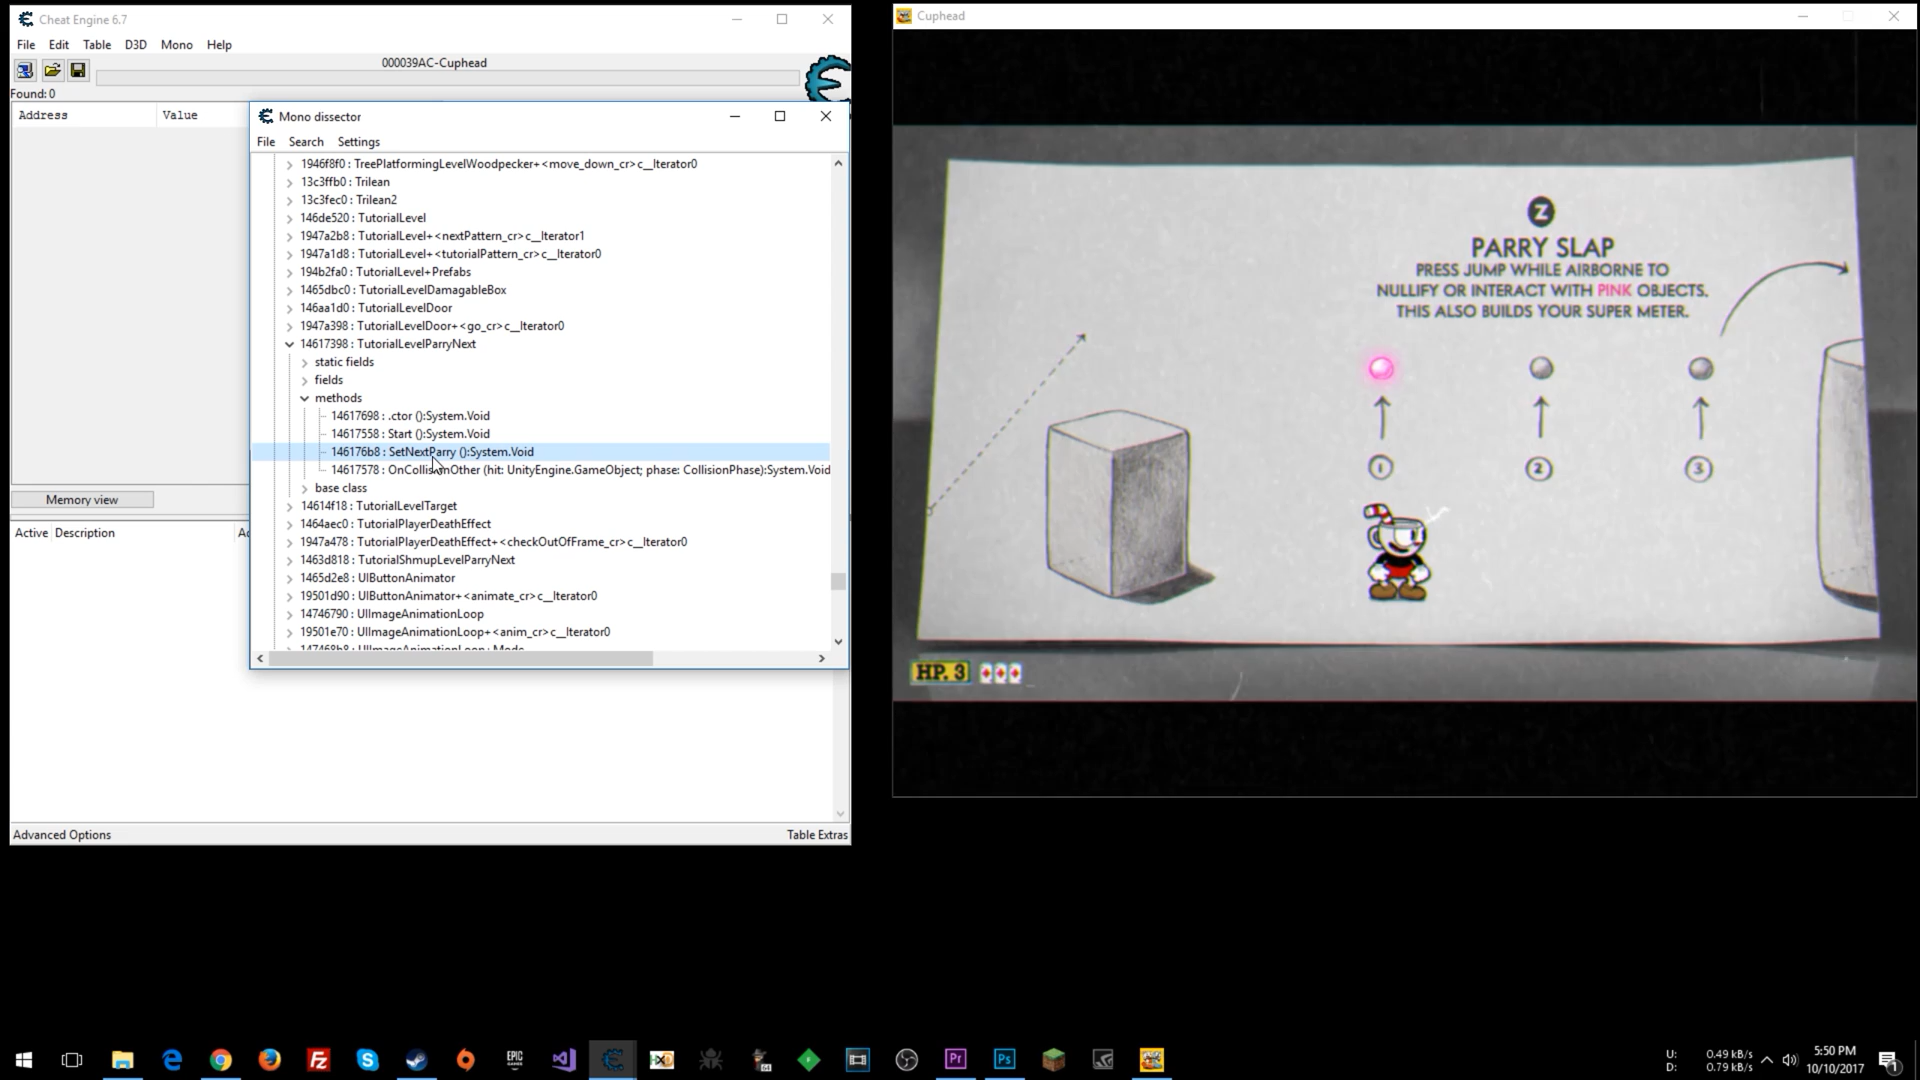 Cheat Engine 6.7
File Edit Table D3D Mono Help
000039AC-Cuphead
Found: 0
Address Value
Memory view
Active Description
Advanced Options
Table Extras
Mono dissector
File Search Settings
1946f8f0 : TreePlatformingLevelWoodpecker+<move_down_cr>c__Iterator0
13c3ffb0 : Trilean
13c3fec0 : Trilean2
146de520 : TutorialLevel
1947a2b8 : TutorialLevel+<nextPattern_cr>c__Iterator1
1947a1d8 : TutorialLevel+<tutorialPattern_cr>c__Iterator0
194b2fa0 : TutorialLevel+Prefabs
1465dbc0 : TutorialLevelDamagableBox
146aa1d0 : TutorialLevelDoor
1947a398 : TutorialLevelDoor+<go_cr>c__Iterator0
14617398 : TutorialLevelParryNext
static fields
fields
methods
14617698 : .ctor ():System.Void
14617558 : Start ():System.Void
146176b8 : SetNextParry ():System.Void
14617578 : OnCollisionOther (hit: UnityEngine.GameObject; phase: CollisionPhase):System.Void
base class
14614f18 : TutorialLevelTarget
1464aec0 : TutorialPlayerDeathEffect
1947a478 : TutorialPlayerDeathEffect+<checkOutOfFrame_cr>c__Iterator0
1463d818 : TutorialShmupLevelParryNext
1465d2e8 : UIButtonAnimator
19501d90 : UIButtonAnimator+<animate_cr>c__Iterator0
14746790 : UIImageAnimationLoop
19501e70 : UIImageAnimationLoop+<anim_cr>c__Iterator0
Cuphead
Z
PARRY SLAP
PRESS JUMP WHILE AIRBORNE TO
NULLIFY OR INTERACT WITH PINK OBJECTS.
THIS ALSO BUILDS YOUR SUPER METER.
1 2 3
HP. 3
EPIC
GAMES
64
Pr
Ps
U: 0.49 kB/s
D: 0.79 kB/s
5:50 PM
10/10/2017
1